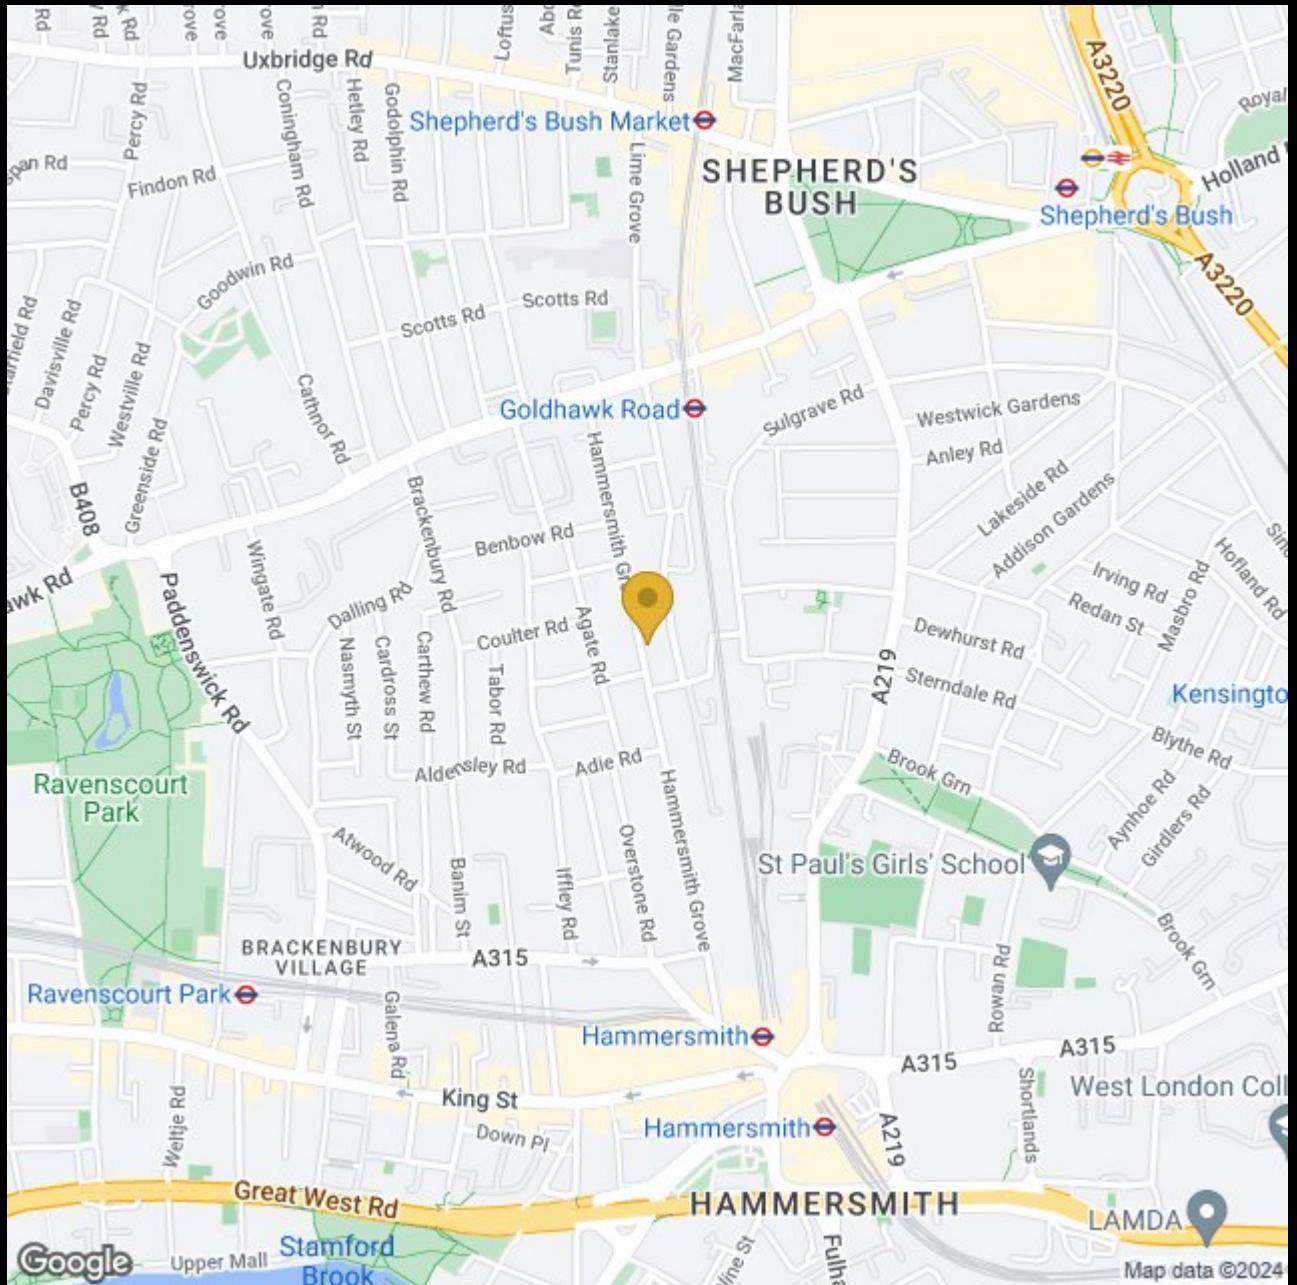 Uxbridge Rd
Loftus
Tunis R
Stanlake
MacFarla
Percy Rd
Coningham Rd
Hetley Rd
Godolphin Rd
Shepherd's Bush Market
A3220
Royal
Findon Rd
Lime Grove
SHEPHERD'S
BUSH
Holland
Shepherd's Bush
Goodwin Rd
A3220
Scotts Rd
Scotts Rd
Davisville Rd
Percy Rd
Westville Rd
Greenside Rd
Cathnor Rd
Goldhawk Road
Sulgrave Rd
Westwick Gardens
Anley Rd
Lakeside Rd
Addison Gardens
B408
Hammersmith Gr
Brackenbury Rd
Benbow Rd
Wingate Rd
Irving Rd
Redan St
Masbro Rd
Hofland Rd
awk Rd
Paddenswick Rd
Dalling Rd
Nasmyth St
Cardross St
Carthew Rd
Coulter Rd
Tabor Rd
Agate Rd
Dewhurst Rd
A219
Sterndale Rd
Kensingto
Blythe Rd
Aldensley Rd
Adie Rd
Brook Grn
Aynhoe Rd
Girdlers Rd
Ravenscourt
Park
Hammersmith Grove
Atwood Rd
Banim St
Iffley Rd
Overstone Rd
St Paul's Girls' School
Brook Grn
Rowan Rd
BRACKENBURY
VILLAGE
A315
Ravenscourt Park
Galena Rd
Hammersmith
A315
A315
King St
Shortlands
West London Coll
Weltje Rd
Down Pl
Hammersmith
A219
Great West Rd
HAMMERSMITH
LAMDA
Stamford
Brook
Upper Mall
Fulha
Google
Map data ©2024